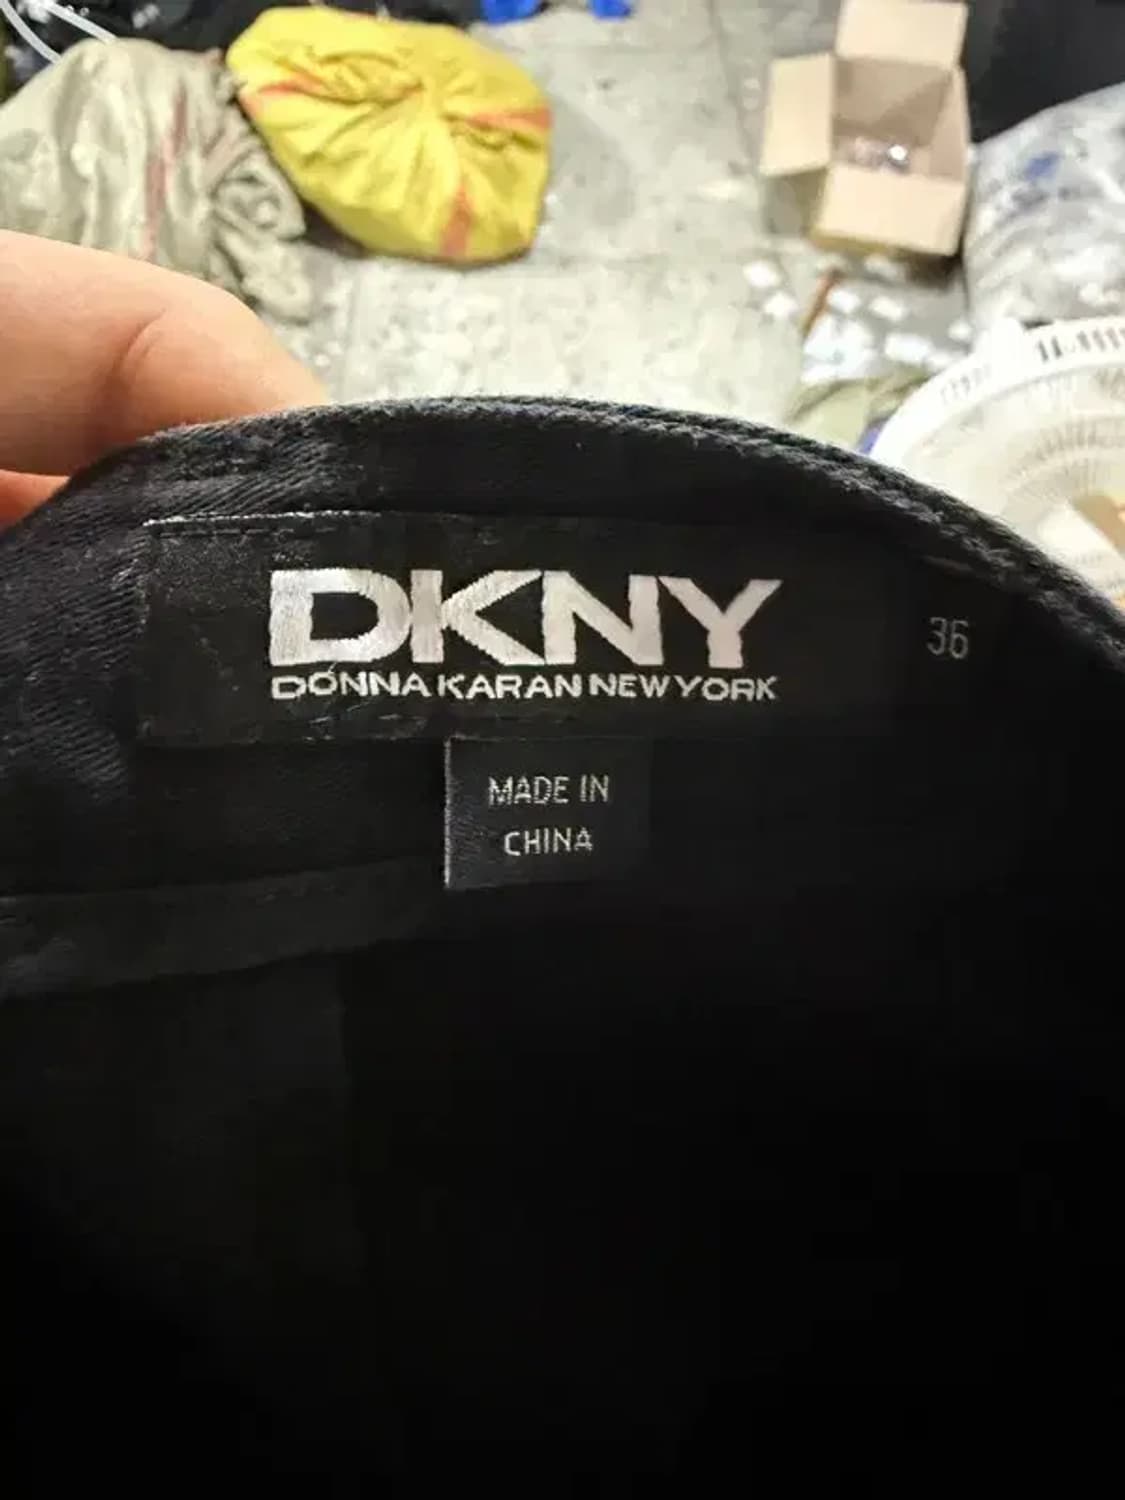 DKNY
DONNA KARAN NEW YORK
36
MADE IN
CHINA